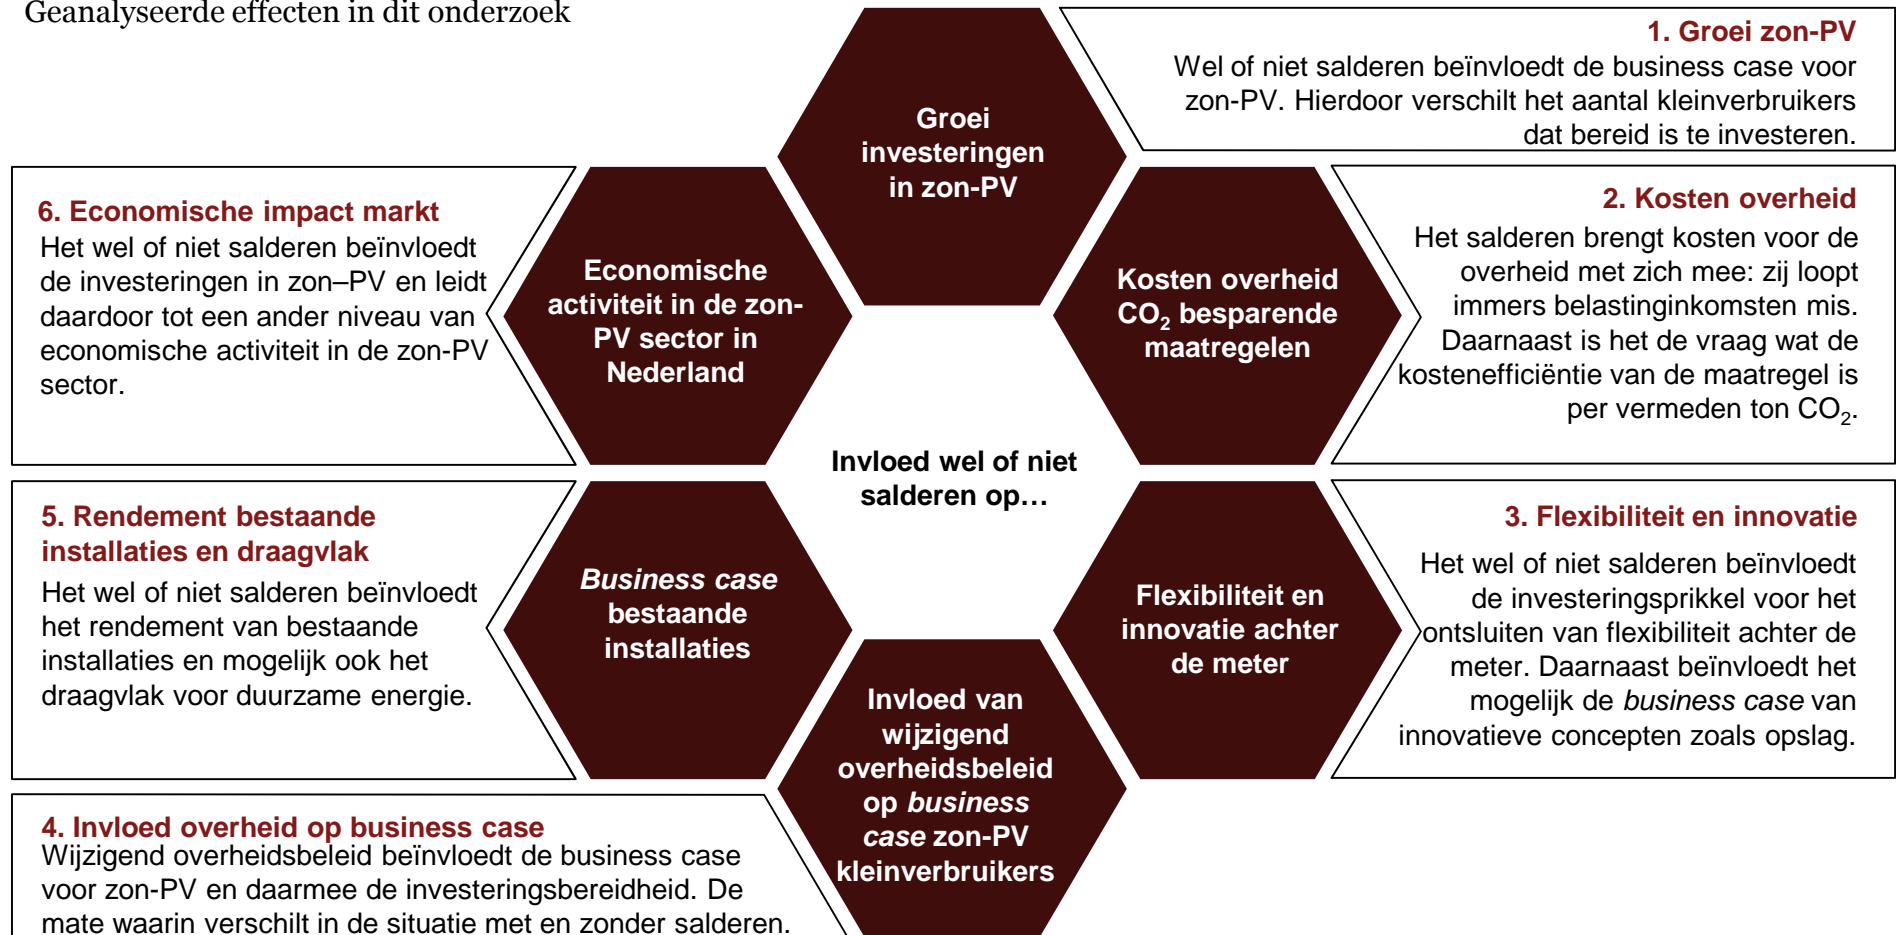 Geanalyseerde effecten in dit onderzoek
Groei
investeringen
in zon-PV
1. Groei zon-PV
Wel of niet salderen beïnvloedt de business case voor
zon-PV. Hierdoor verschilt het aantal kleinverbruikers
dat bereid is te investeren.
Kosten overheid
CO₂ besparende
maatregelen
2. Kosten overheid
Het salderen brengt kosten voor de
overheid met zich mee: zij loopt
immers belastinginkomsten mis.
Daarnaast is het de vraag wat de
kostenefficiëntie van de maatregel is
per vermeden ton CO₂.
Flexibiliteit en
innovatie achter
de meter
3. Flexibiliteit en innovatie
Het wel of niet salderen beïnvloedt
de investeringsprikkel voor het
ontsluiten van flexibiliteit achter de
meter. Daarnaast beïnvloedt het
mogelijk de business case van
innovatieve concepten zoals opslag.
Invloed van
wijzigend
overheidsbeleid
op business
case zon-PV
kleinverbruikers
4. Invloed overheid op business case
Wijzigend overheidsbeleid beïnvloedt de business case
voor zon-PV en daarmee de investeringsbereidheid. De
mate waarin verschilt in de situatie met en zonder salderen.
Business case
bestaande
installaties
5. Rendement bestaande
installaties en draagvlak
Het wel of niet salderen beïnvloedt
het rendement van bestaande
installaties en mogelijk ook het
draagvlak voor duurzame energie.
Economische
activiteit in de zon-
PV sector in
Nederland
6. Economische impact markt
Het wel of niet salderen beïnvloedt
de investeringen in zon–PV en leidt
daardoor tot een ander niveau van
economische activiteit in de zon-PV
sector.
Invloed wel of niet
salderen op…